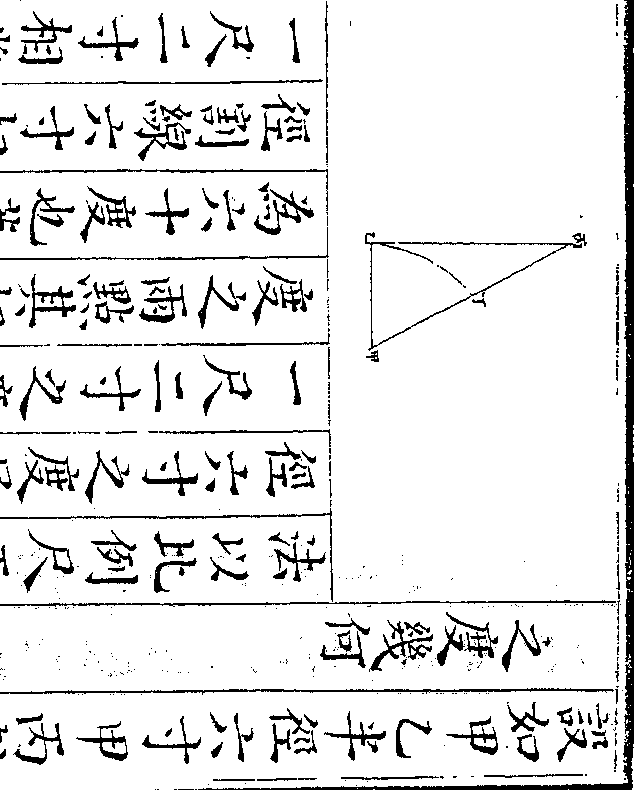 設如甲乙半徑六寸甲丙
之度幾何
法以比例尺
徑六寸之度
一尺二寸之
度之兩點其
為六十度也
徑割線六寸
一尺二寸相
丙
乙
丁
甲